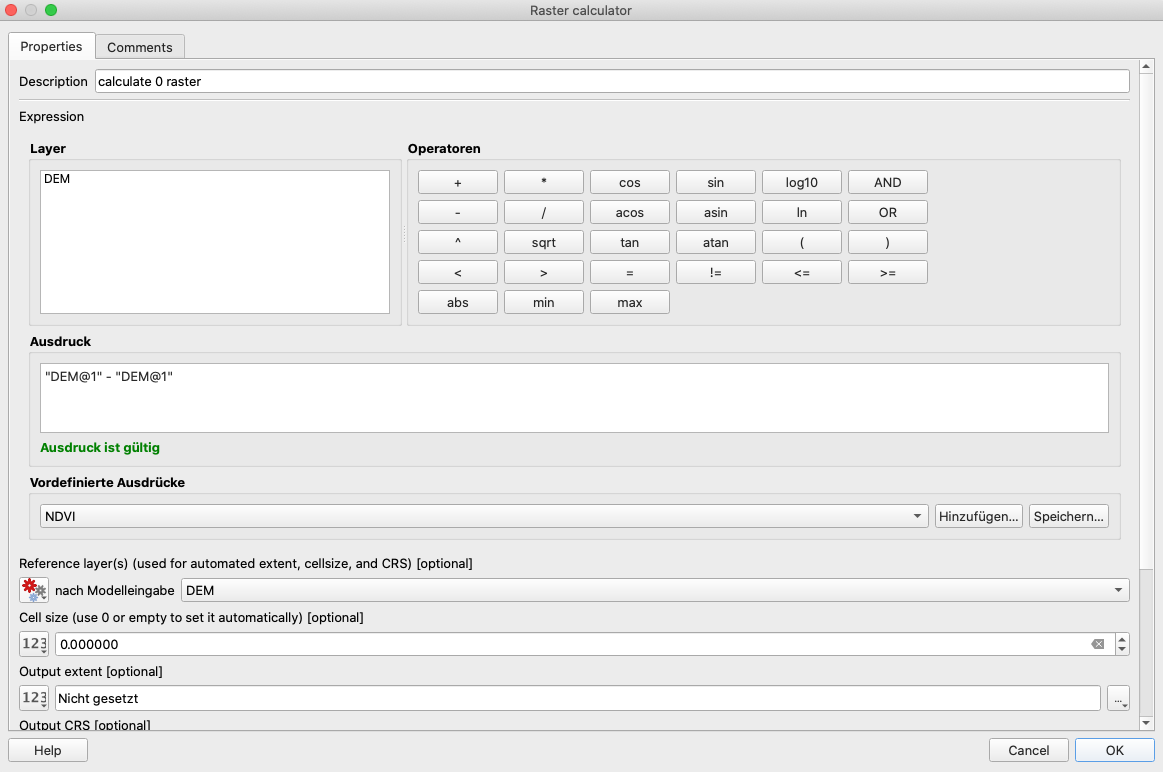 Raster calculator
Properties Comments
Description calculate 0 raster
Expression
Layer Operatoren
DEM
+ * cos sin log10 AND
- / acos asin ln OR
^ sqrt tan atan ( )
< > = != <= >=
abs min max
Ausdruck
"DEM@1" - "DEM@1"
Ausdruck ist gültig
Vordefinierte Ausdrücke
NDVI Hinzufügen... Speichern...
Reference layer(s) (used for automated extent, cellsize, and CRS) [optional]
nach Modelleingabe DEM
Cell size (use 0 or empty to set it automatically) [optional]
123 0.000000
Output extent [optional]
123 Nicht gesetzt ...
Output CRS [optional]
Help Cancel OK